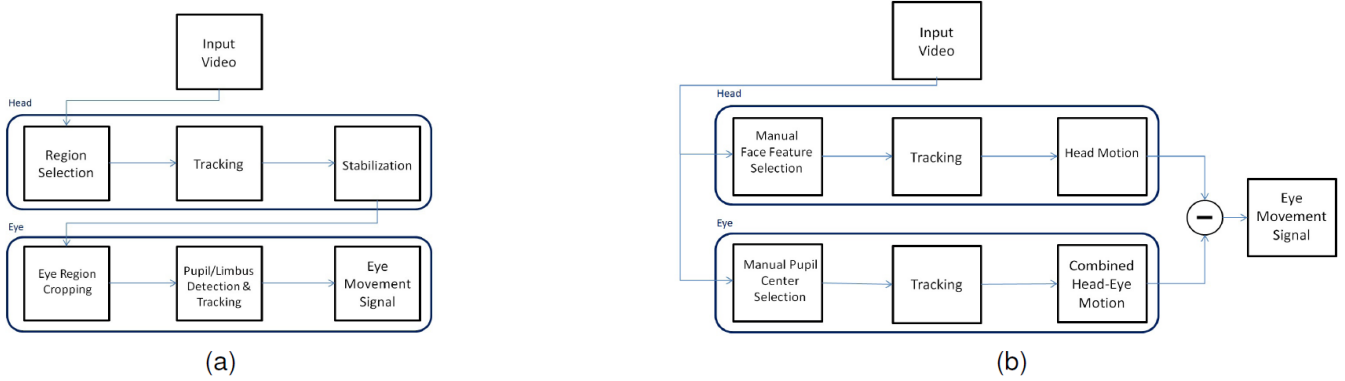 Input
Video
Head
Region
Selection
Tracking
Stabilization
Eye
Eye Region
Cropping
Pupil/Limbus
Detection &
Tracking
Eye
Movement
Signal
(a)
Input
Video
Head
Manual
Face Feature
Selection
Tracking
Head Motion
Eye
Manual Pupil
Center
Selection
Tracking
Combined
Head-Eye
Motion
−
Eye
Movement
Signal
(b)